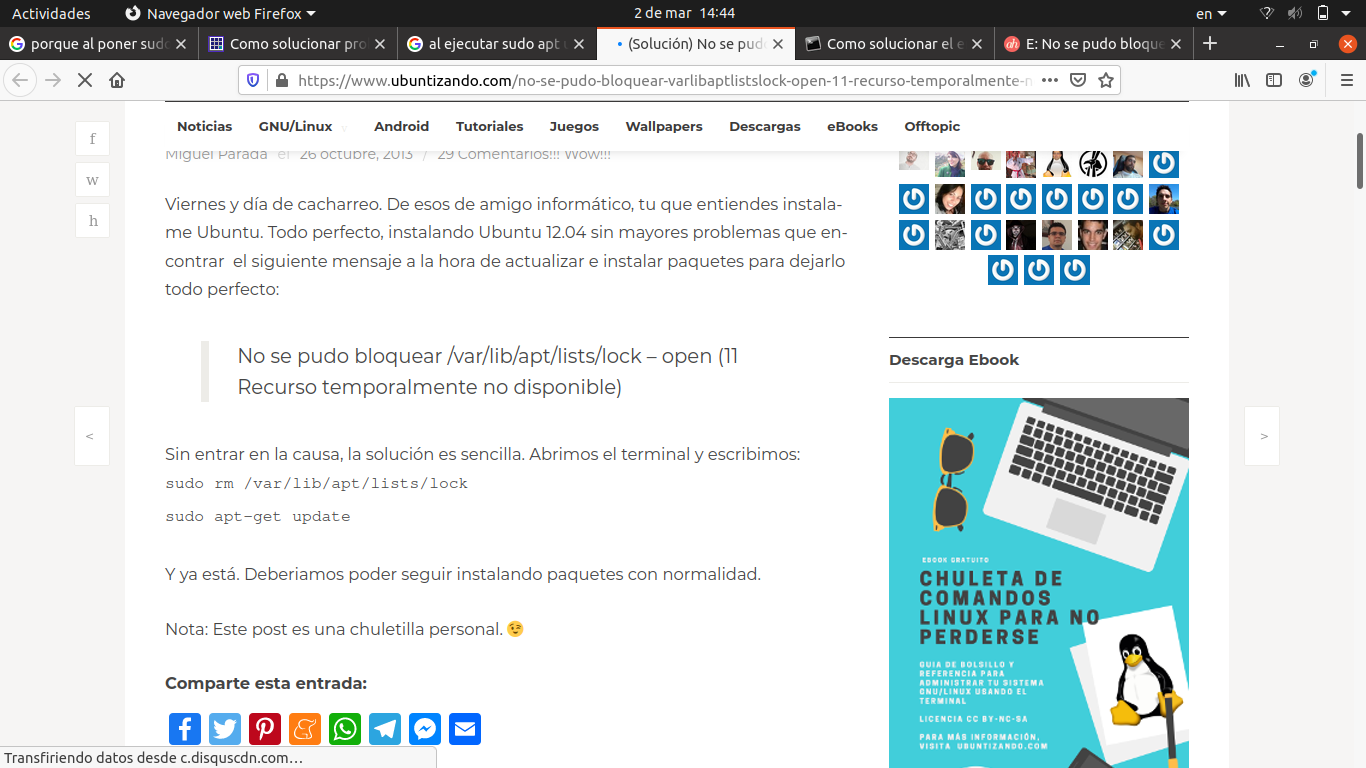 Actividades
Navegador web Firefox
2 de mar 14:44
en
porque al poner sudo
Como solucionar pro
al ejecutar sudo apt u
(Solución) No se pudo
Como solucionar el e
E: No se pudo bloque
https://www.ubuntizando.com/no-se-pudo-bloquear-varlibaptlistslock-open-11-recurso-temporalmente-n
Noticias
GNU/Linux
Android
Tutoriales
Juegos
Wallpapers
Descargas
eBooks
Offtopic
f
w
h
Miguel Parada el 26 octubre, 2013 / 29 Comentarios!!! Wow!!!
Viernes y día de cacharreo. De esos de amigo informático, tu que entiendes instala-
me Ubuntu. Todo perfecto, instalando Ubuntu 12.04 sin mayores problemas que en-
contrar el siguiente mensaje a la hora de actualizar e instalar paquetes para dejarlo
todo perfecto:
No se pudo bloquear /var/lib/apt/lists/lock – open (11
Recurso temporalmente no disponible)
Sin entrar en la causa, la solución es sencilla. Abrimos el terminal y escribimos:
sudo rm /var/lib/apt/lists/lock
sudo apt-get update
Y ya está. Deberiamos poder seguir instalando paquetes con normalidad.
Nota: Este post es una chuletilla personal. 😉
Comparte esta entrada:
<
>
Descarga Ebook
EBOOK GRATUITO
CHULETA DE
COMANDOS
LINUX PARA NO
PERDERSE
GUIA DE BOLSILLO Y
REFERENCIA PARA
ADMINISTRAR TU SISTEMA
GNU/LINUX USANDO EL
TERMINAL
LICENCIA CC BY-NC-SA
PARA MÁS INFORMACIÓN,
VISITA UBUNTIZANDO.COM
Transfiriendo datos desde c.disquscdn.com…